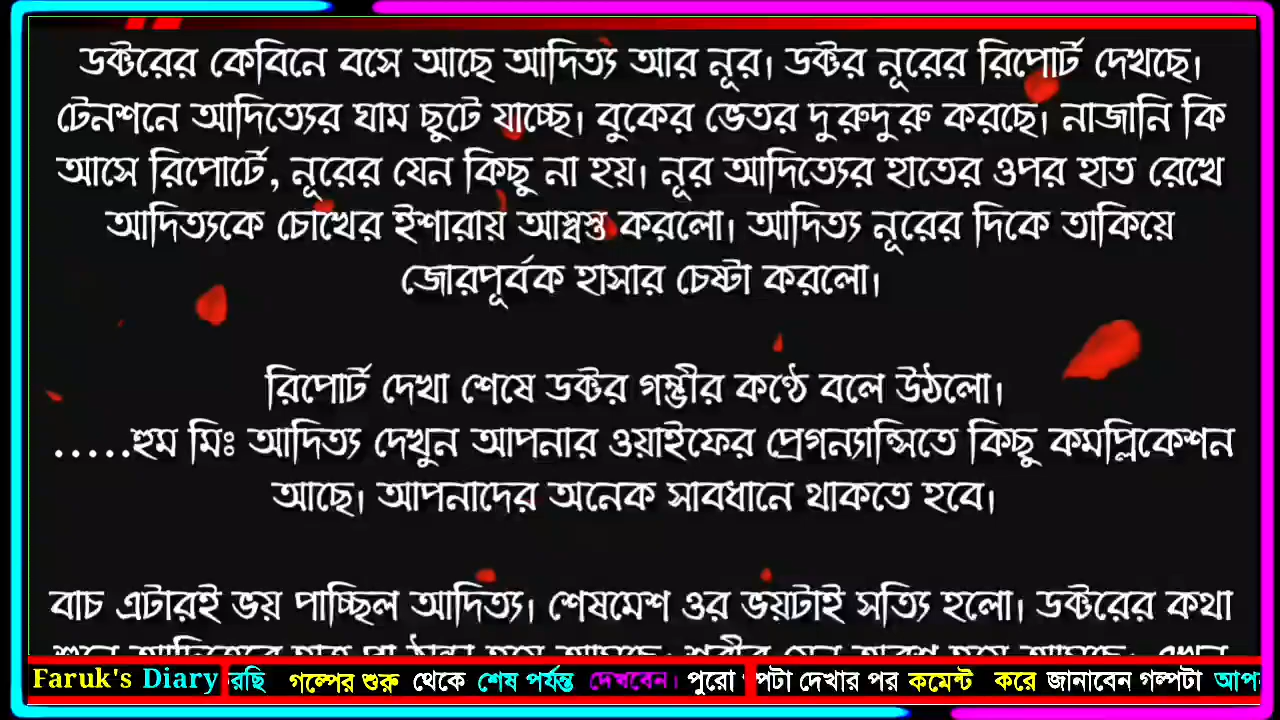 ডক্টরের কেবিনে বসে আছে আদিত্য আর নূর। ডক্টর নূরের রিপোর্ট দেখছে।
টেনশনে আদিত্যের ঘাম ছুটে যাচ্ছে। বুকের ভেতর দুরুদুরু করছে। নাজানি কি
আসে রিপোর্টে, নূরের যেন কিছু না হয়। নূর আদিত্যের হাতের ওপর হাত রেখে
আদিত্যকে চোখের ইশারায় আস্বস্ত করলো। আদিত্য নূরের দিকে তাকিয়ে
জোরপূর্বক হাসার চেষ্টা করলো।
রিপোর্ট দেখা শেষে ডক্টর গম্ভীর কণ্ঠে বলে উঠলো।
.....হুম মিঃ আদিত্য দেখুন আপনার ওয়াইফের প্রেগন্যান্সিতে কিছু কমপ্লিকেশন
আছে। আপনাদের অনেক সাবধানে থাকতে হবে।
বাচ এটারই ভয় পাচ্ছিল আদিত্য। শেষমেশ ওর ভয়টাই সত্যি হলো। ডক্টরের কথা
Faruk's Diary রছি গল্পের শুরু থেকে শেষ পর্যন্ত দেখবেন। পুরো পটা দেখার পর কমেন্ট করে জানাবেন গল্পটা আপ